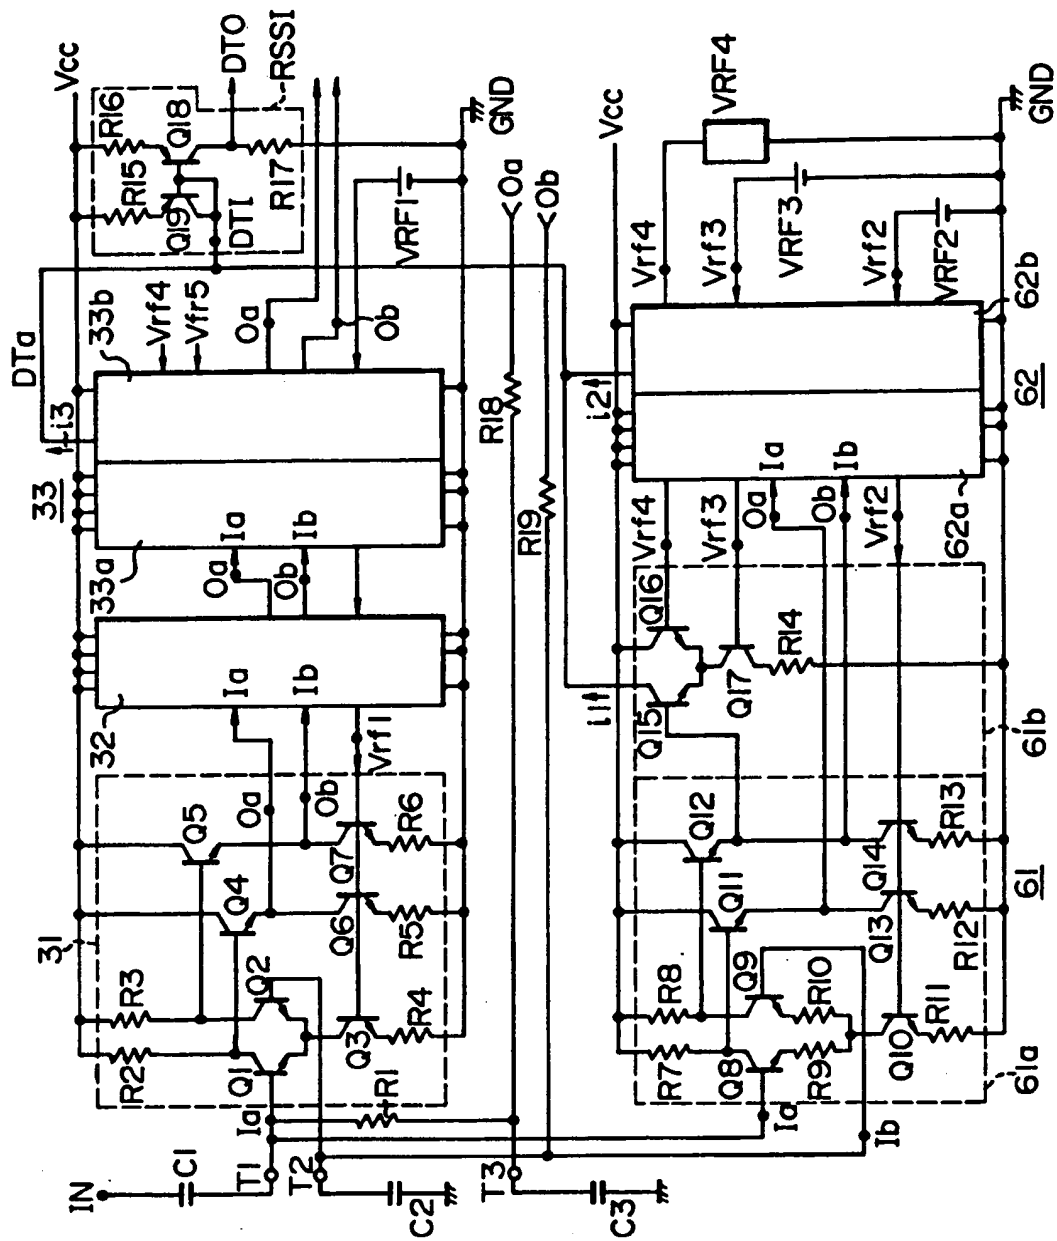 Vcc
DTO
RSSI
R16
Q18
R15
Q19
R17
DTI
GND
DTa
i3
33b
Vrf4
Vfr5
Oa
Ob
VRF1
33
33a
Ia
Ib
Oa
Ob
32
Ia
Ib
Vrf1
Oa
Ob
31
R3
R2
Q5
Q4
Q2
Q1
Q7
Q6
Q3
R6
R5
R4
Ia
R1
IN
C1
T1
T2
C2
T3
C3
R18
R19
Oa
Ob
Vcc
VRF4
GND
Vrf4
Vrf3
VRF3
Vrf2
VRF2
62b
62
i2
Ia
Ib
62a
Vrf4
Vrf3
Oa
Ob
Vrf2
Q16
i1
Q15
Q17
R14
61b
Q12
Q11
R8
R7
Q9
Q8
R10
R9
Q14
Q13
Q10
R13
R12
R11
61
61a
Ia
Ib